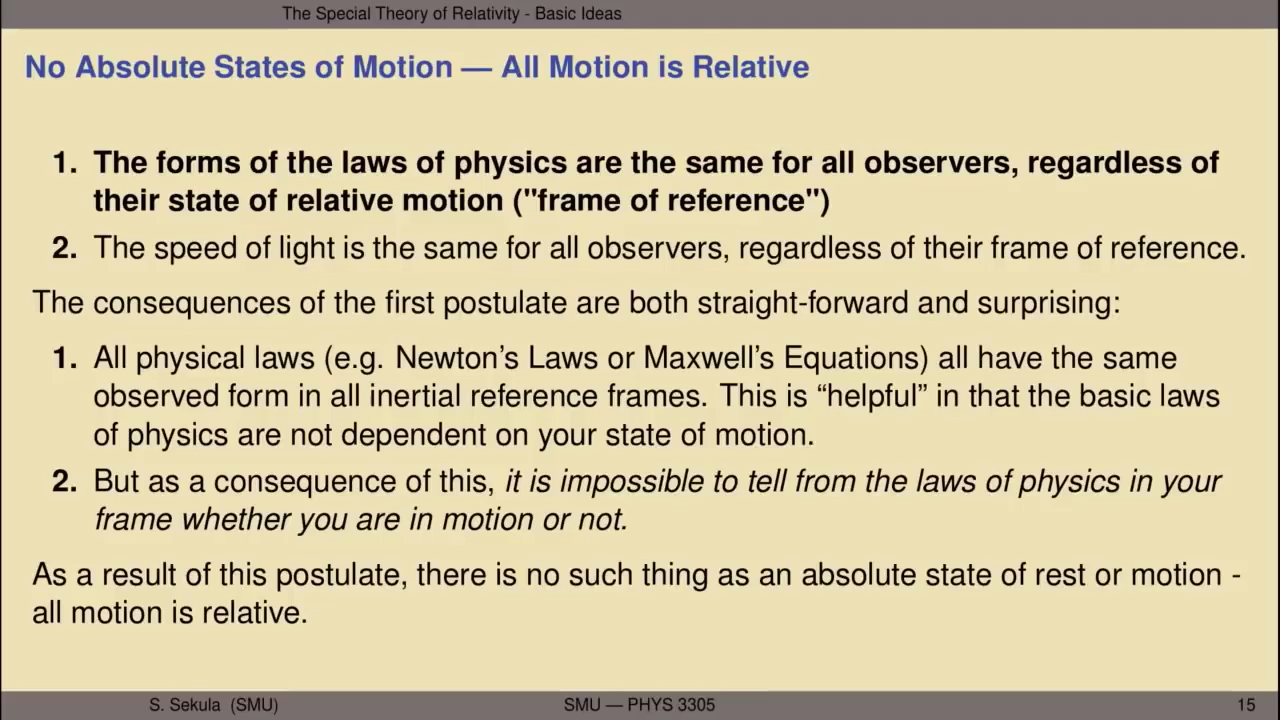 The Special Theory of Relativity - Basic Ideas
No Absolute States of Motion — All Motion is Relative
1. The forms of the laws of physics are the same for all observers, regardless of
their state of relative motion ("frame of reference")
2. The speed of light is the same for all observers, regardless of their frame of reference.
The consequences of the first postulate are both straight-forward and surprising:
1. All physical laws (e.g. Newton’s Laws or Maxwell’s Equations) all have the same
observed form in all inertial reference frames. This is “helpful” in that the basic laws
of physics are not dependent on your state of motion.
2. But as a consequence of this, it is impossible to tell from the laws of physics in your
frame whether you are in motion or not.
As a result of this postulate, there is no such thing as an absolute state of rest or motion -
all motion is relative.
S. Sekula (SMU) SMU — PHYS 3305 15